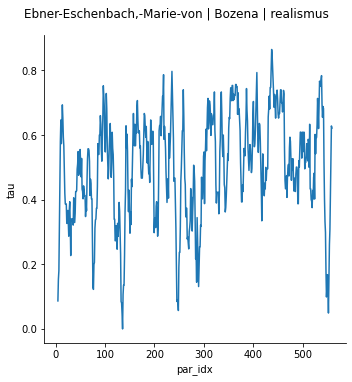 Ebner-Eschenbach,-Marie-von | Bozena | realismus
0.8
0.6
0.4
0.2
0.0
tau
0 100 200 300 400 500
par_idx